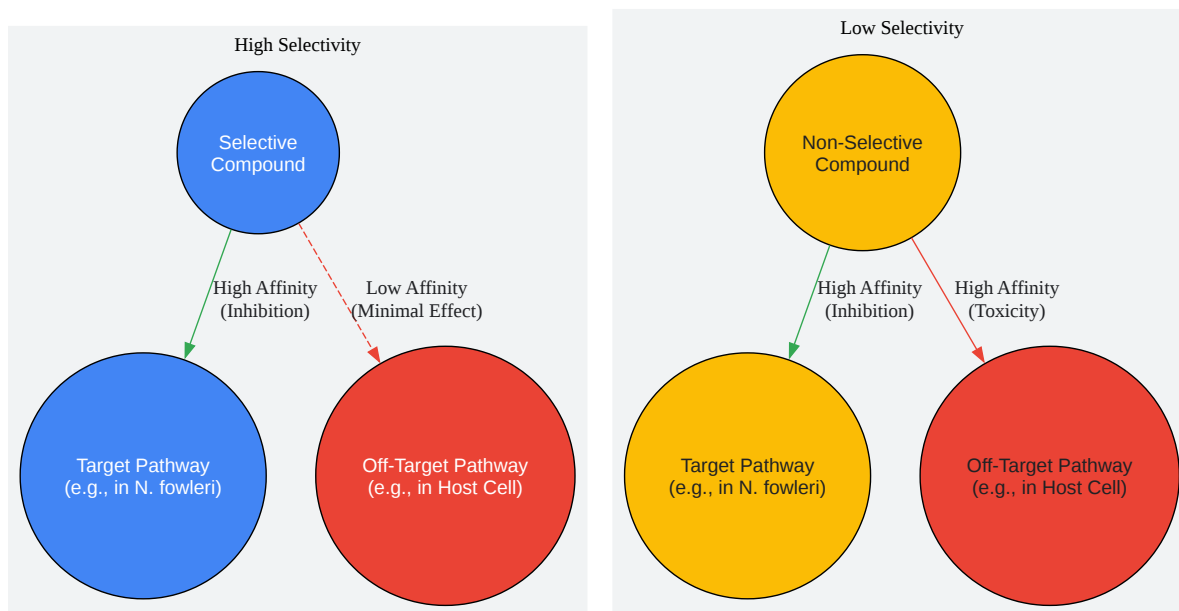 High Selectivity
Selective
Compound
High Affinity
(Inhibition)
Low Affinity
(Minimal Effect)
Target Pathway
(e.g., in N. fowleri)
Off-Target Pathway
(e.g., in Host Cell)
Low Selectivity
Non-Selective
Compound
High Affinity
(Inhibition)
High Affinity
(Toxicity)
Target Pathway
(e.g., in N. fowleri)
Off-Target Pathway
(e.g., in Host Cell)